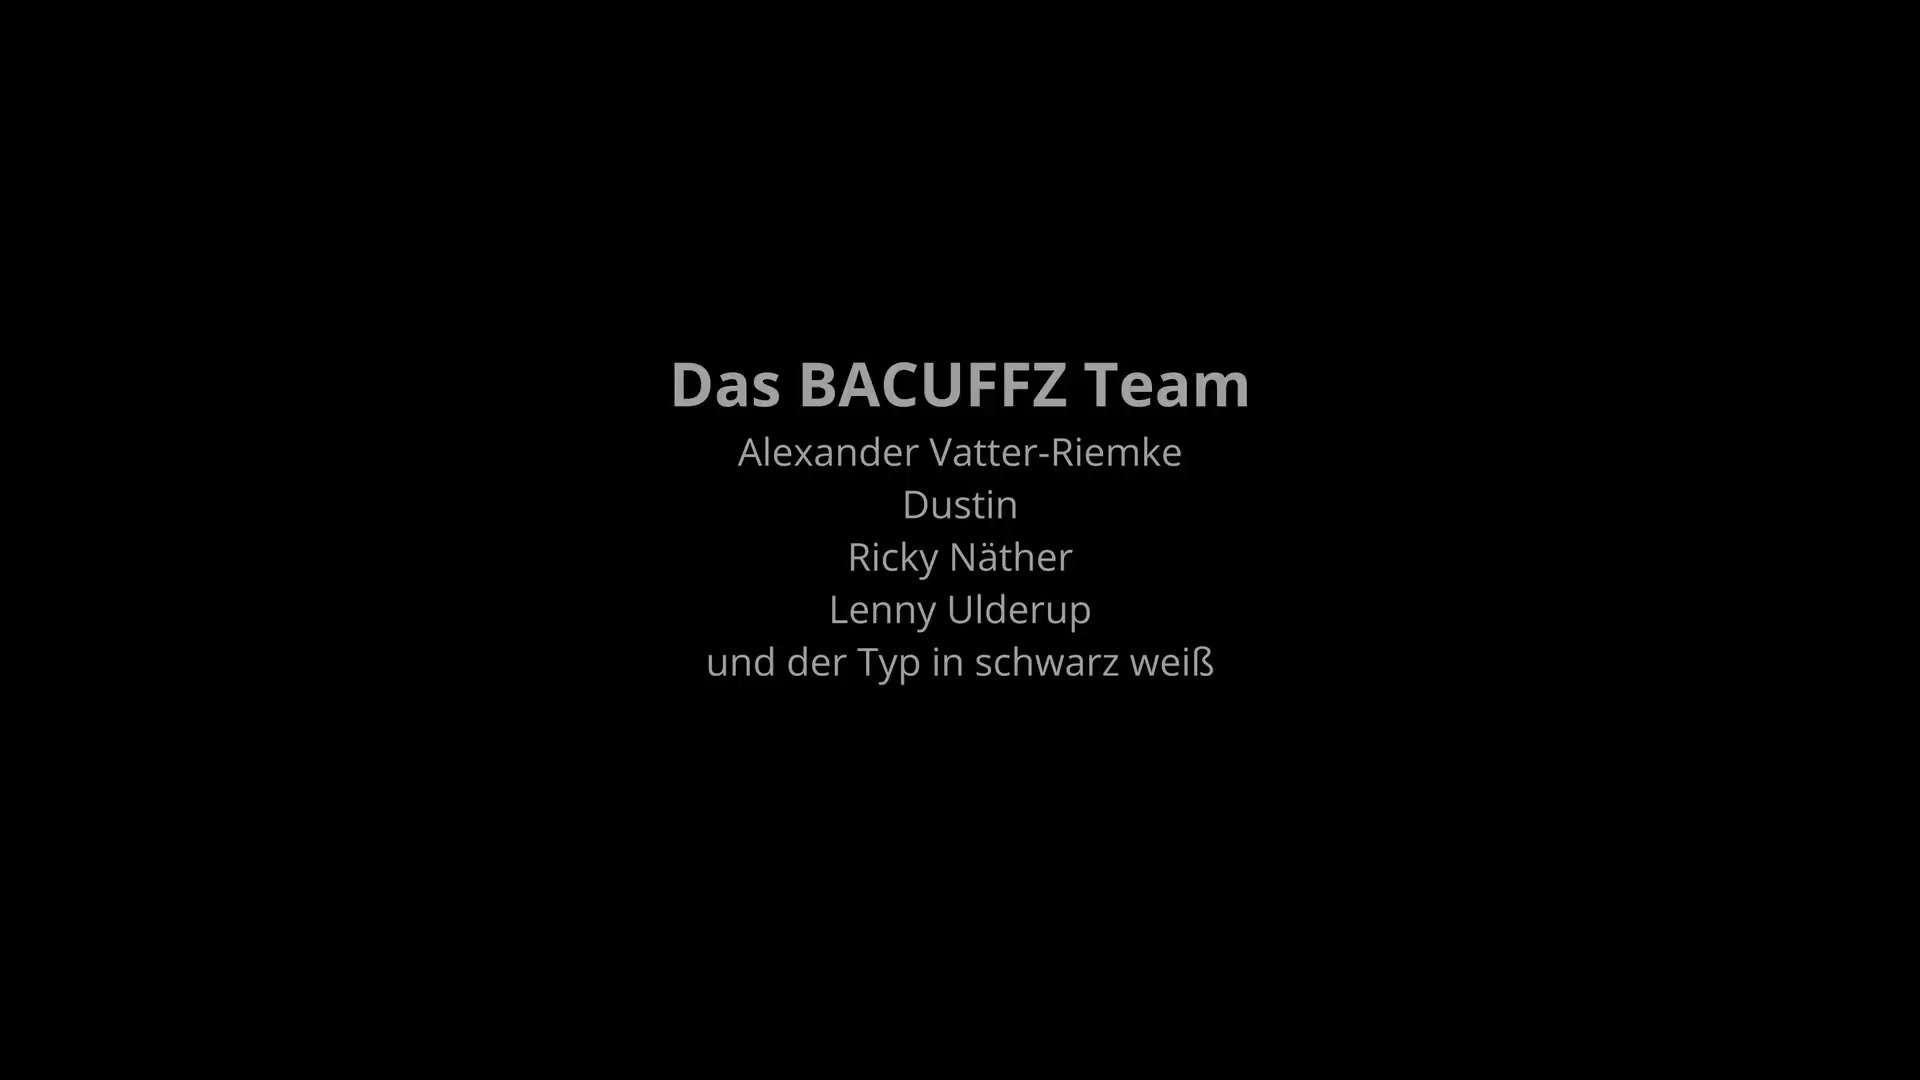 Das BACUFFZ Team
Alexander Vatter-Riemke
Dustin
Ricky Näther
Lenny Ulderup
und der Typ in schwarz weiß